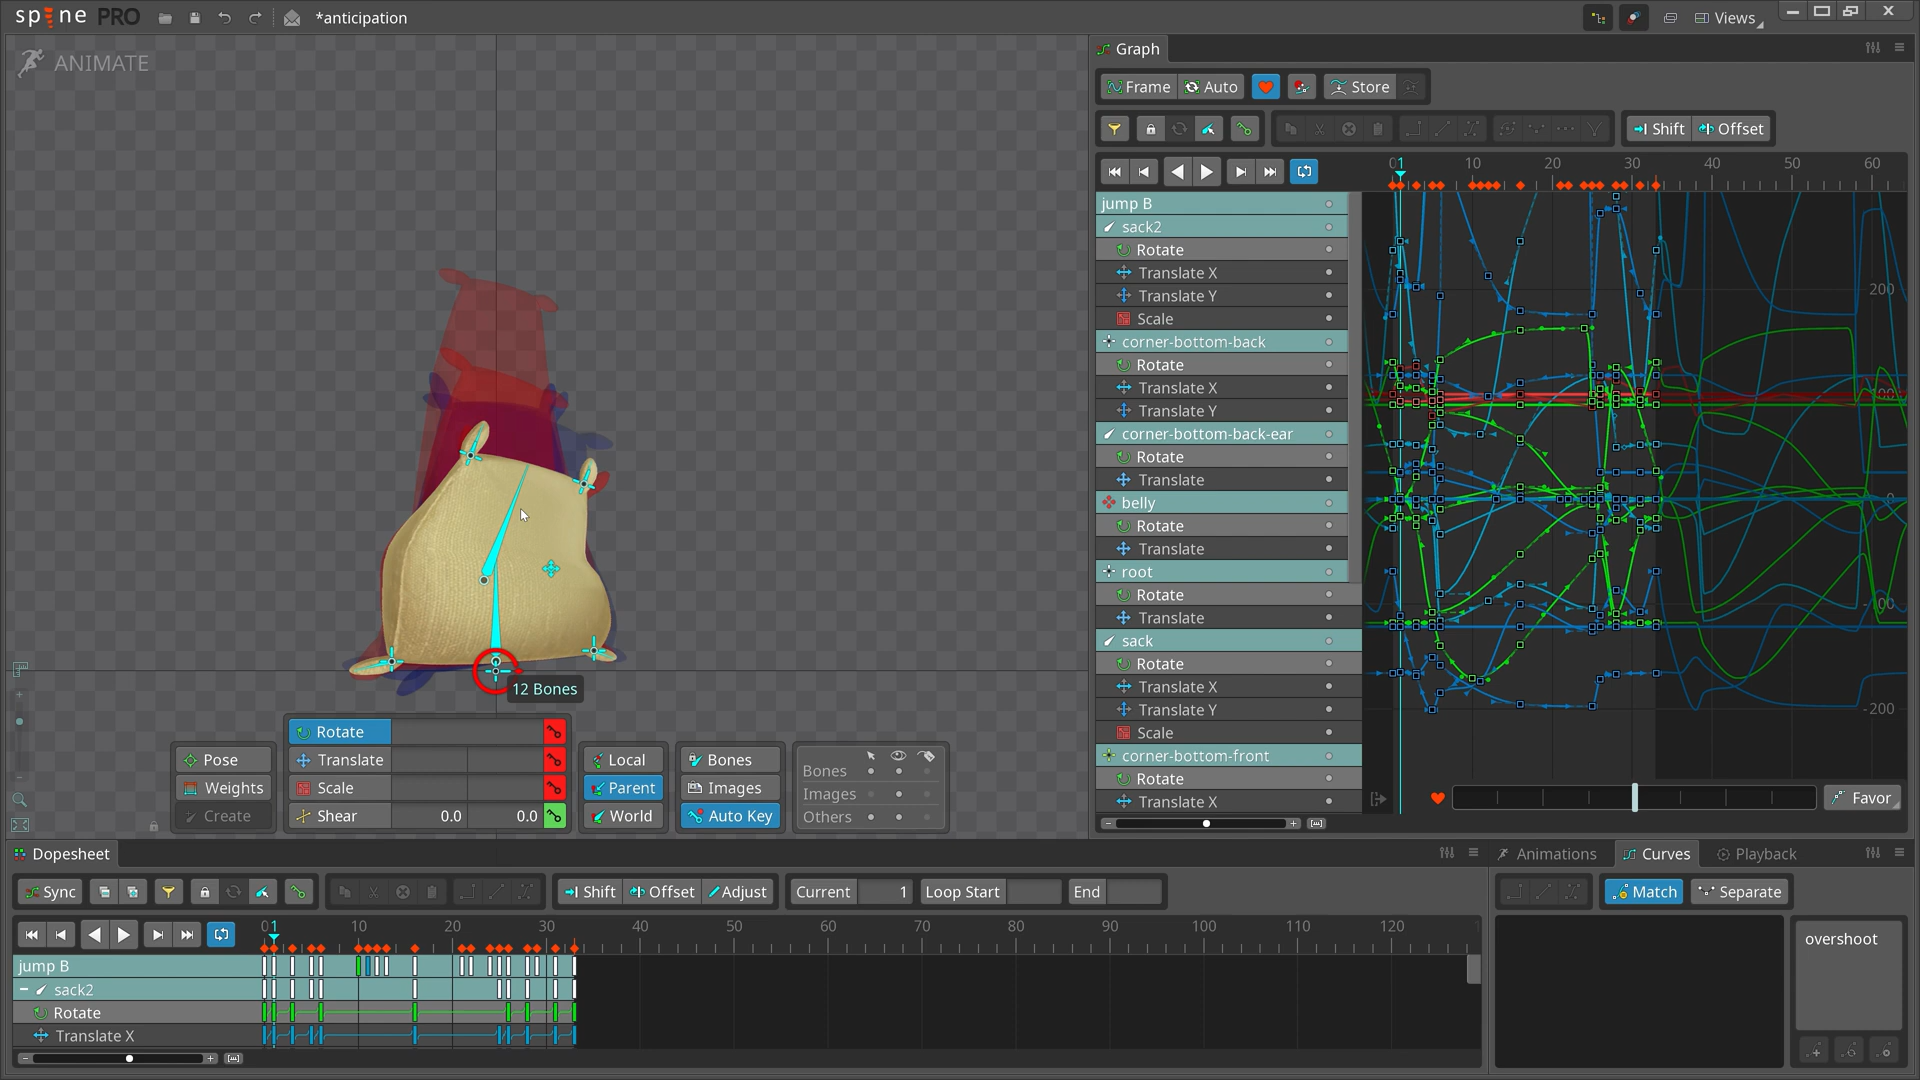 spine PRO
*anticipation
Views
ANIMATE
Graph
Frame Auto Store
Shift Offset
0 1 10 20 30 40 50 60
jump B
sack2
Rotate
Translate X
Translate Y
Scale
corner-bottom-back
Rotate
Translate X
Translate Y
corner-bottom-back-ear
Rotate
Translate
belly
Rotate
Translate
root
Rotate
Translate
sack
Rotate
Translate X
Translate Y
Scale
corner-bottom-front
Rotate
Translate X
200
0
-200
Favor
12 Bones
Pose
Weights
Create
Rotate
Translate
Scale
Shear 0.0 0.0
Local
Parent
World
Bones
Images
Auto Key
Bones
Images
Others
Dopesheet
Sync Shift Offset Adjust Current 1 Loop Start End
0 1 10 20 30 40 50 60 70 80 90 100 110 120
jump B
sack2
Rotate
Translate X
Animations Curves Playback
Match Separate
overshoot